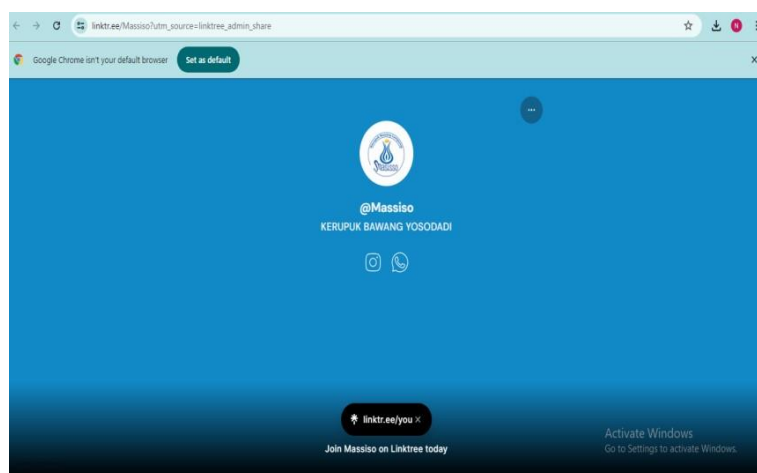 linktr.ee/Massiso?utm_source=linktree_admin_share
N
Google Chrome isn't your default browser
Set as default
@Massiso
KERUPUK BAWANG YOSODADI
linktr.ee/you
Join Massiso on Linktree today
Activate Windows
Go to Settings to activate Windows.